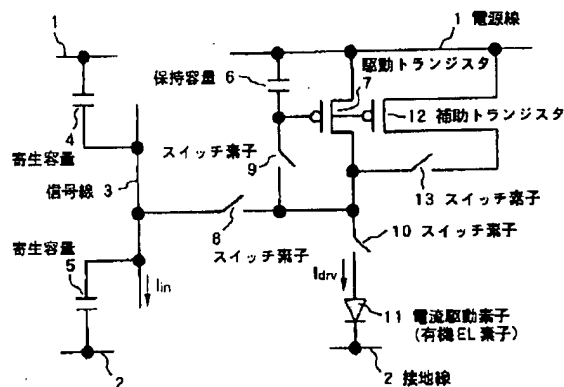 1
1 電源線
駆動トランジスタ
7
保持容量 6
12 補助トランジスタ
4
寄生容量
スイッチ素子
9
信号線 3
13 スイッチ素子
8
スイッチ素子
10 スイッチ素子
寄生容量
5
Iin
Idrv
11 電流駆動素子
(有機EL素子)
2
2 接地線